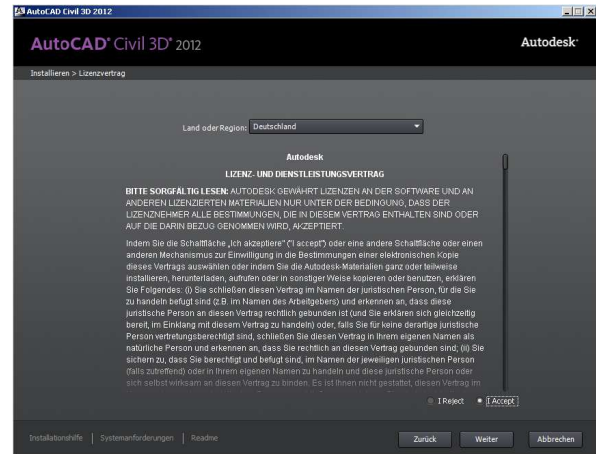 AutoCAD Civil 3D 2012
AutoCAD® Civil 3D® 2012
Autodesk®
Installieren > Lizenzvertrag
Land oder Region: Deutschland
Autodesk
LIZENZ- UND DIENSTLEISTUNGSVERTRAG
BITTE SORGFÄLTIG LESEN: AUTODESK GEWÄHRT LIZENZEN AN DER SOFTWARE UND AN
ANDEREN LIZENZIERTEN MATERIALIEN NUR UNTER DER BEDINGUNG, DASS DER
LIZENZNEHMER ALLE BESTIMMUNGEN, DIE IN DIESEM VERTRAG ENTHALTEN SIND ODER
AUF DIE DARIN BEZUG GENOMMEN WIRD, AKZEPTIERT.
Indem Sie die Schaltfläche „Ich akzeptiere" ("I accept") oder eine andere Schaltfläche oder einen
anderen Mechanismus zur Einwilligung in die Bestimmungen einer elektronischen Kopie
dieses Vertrags auswählen oder indem Sie die Autodesk-Materialien ganz oder teilweise
installieren, herunterladen, aufrufen oder in sonstiger Weise kopieren oder benutzen, erklären
Sie Folgendes: (i) Sie schließen diesen Vertrag im Namen der juristischen Person, für die Sie
zu handeln befugt sind (z.B. im Namen des Arbeitgebers) und erkennen an, dass diese
juristische Person an diesen Vertrag rechtlich gebunden ist (und Sie erklären sich gleichzeitig
bereit, im Einklang mit diesem Vertrag zu handeln) oder, falls Sie für keine derartige juristische
Person vertretungsberechtigt sind, schließen Sie diesen Vertrag in Ihrem eigenen Namen als
natürliche Person und erkennen an, dass Sie rechtlich an diesen Vertrag gebunden sind; (ii) Sie
sichern zu, dass Sie berechtigt und befugt sind, im Namen der jeweiligen juristischen Person
(falls zutreffend) oder in Ihrem eigenen Namen zu handeln und diese juristische Person oder
sich selbst wirksam an diesen Vertrag zu binden. Es ist Ihnen nicht gestattet, diesen Vertrag im
I Reject I Accept
Installationshilfe | Systemanforderungen | Readme
Zurück Weiter Abbrechen